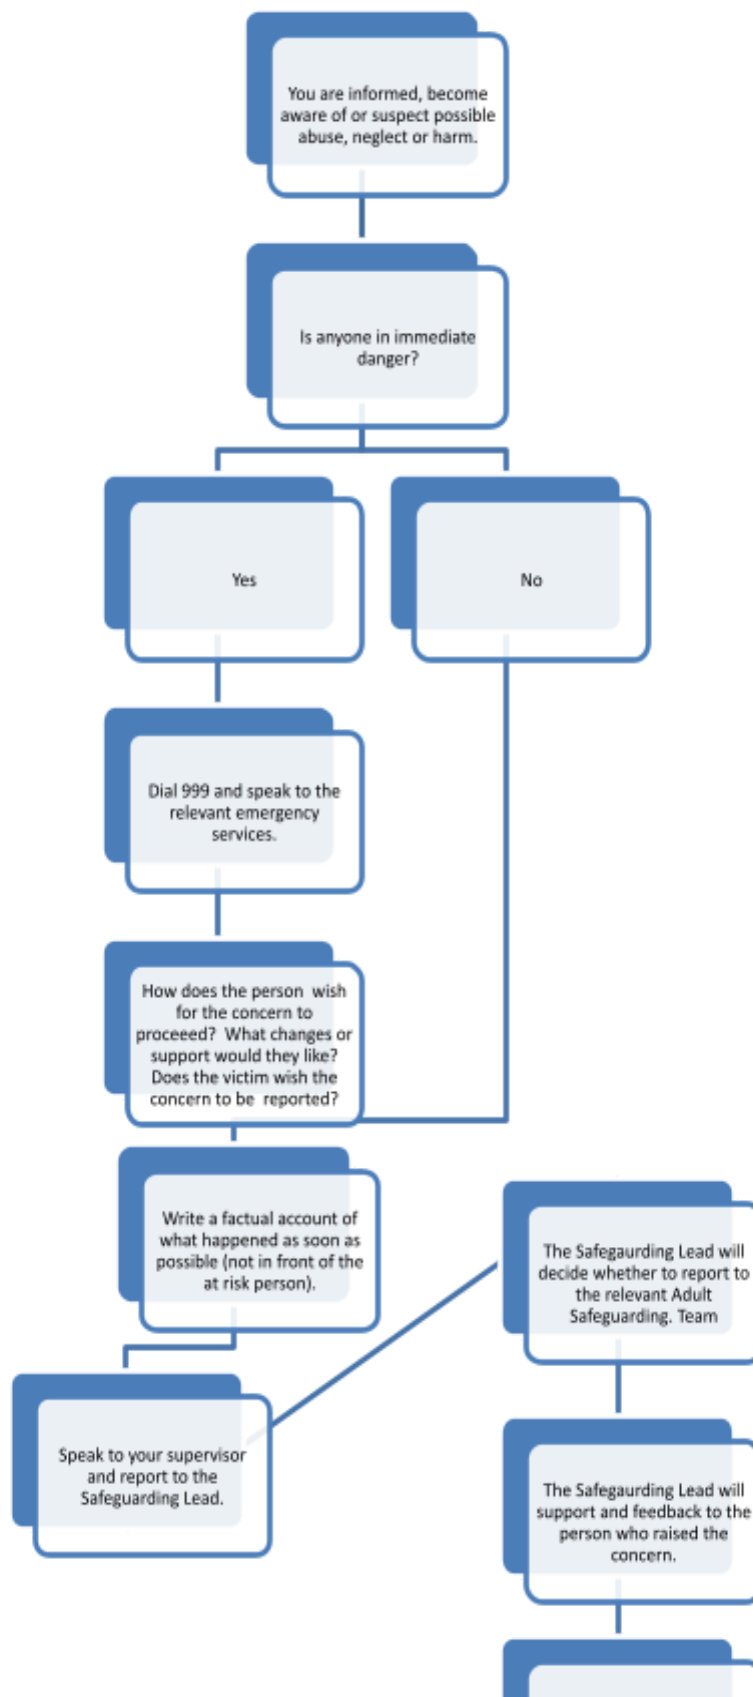 You are informed, become
aware of or suspect possible
abuse, neglect or harm.
Is anyone in immediate
danger?
Yes
No
Dial 999 and speak to the
relevant emergency
services.
How does the person  wish
for the concern to
proceeed?  What changes or
support would they like?
Does the victim wish the
concern to be  reported?
Write a factual account of
what happened as soon as
possible (not in front of the
at risk person).
Speak to your supervisor
and report to the
Safeguarding Lead.
The Safegaurding Lead will
decide whether to report to
the relevant Adult
Safeguarding. Team
The Safegaurding Lead will
support and feedback to the
person who raised the
concern.